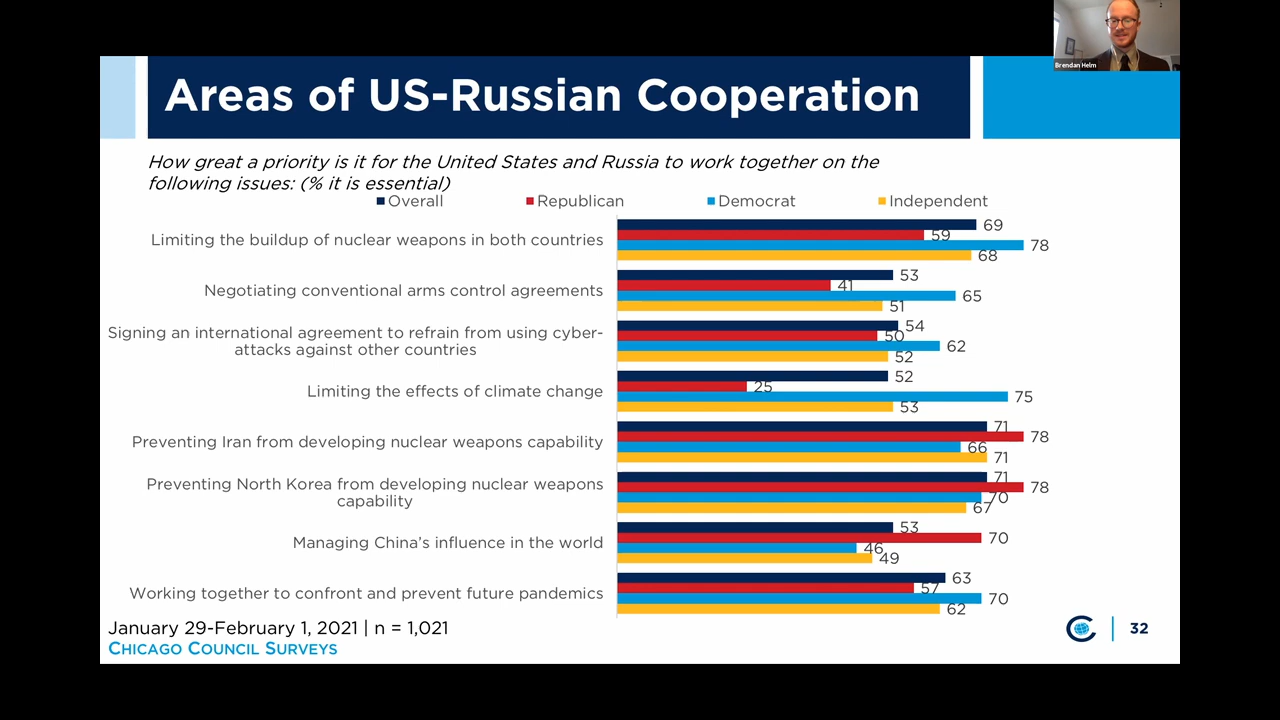 Brendan Helm
Areas of US-Russian Cooperation
How great a priority is it for the United States and Russia to work together on the
following issues: (% it is essential)
Overall Republican Democrat Independent
Limiting the buildup of nuclear weapons in both countries
69
59
78
68
Negotiating conventional arms control agreements
53
41
65
51
Signing an international agreement to refrain from using cyber-
attacks against other countries
54
50
62
52
Limiting the effects of climate change
52
25
75
53
Preventing Iran from developing nuclear weapons capability
71
78
66
71
Preventing North Korea from developing nuclear weapons
capability
71
78
70
67
Managing China's influence in the world
53
70
46
49
Working together to confront and prevent future pandemics
63
57
70
62
January 29-February 1, 2021 | n = 1,021
CHICAGO COUNCIL SURVEYS
32